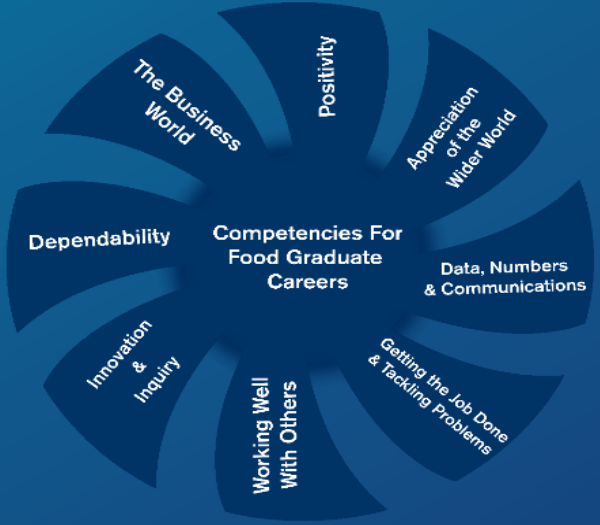 Competencies For
Food Graduate
Careers
Positivity
Appreciation
of the
Wider World
Data, Numbers
& Communications
Getting the Job Done
& Tackling Problems
Working Well
With Others
Innovation
&
Inquiry
Dependability
The Business
World